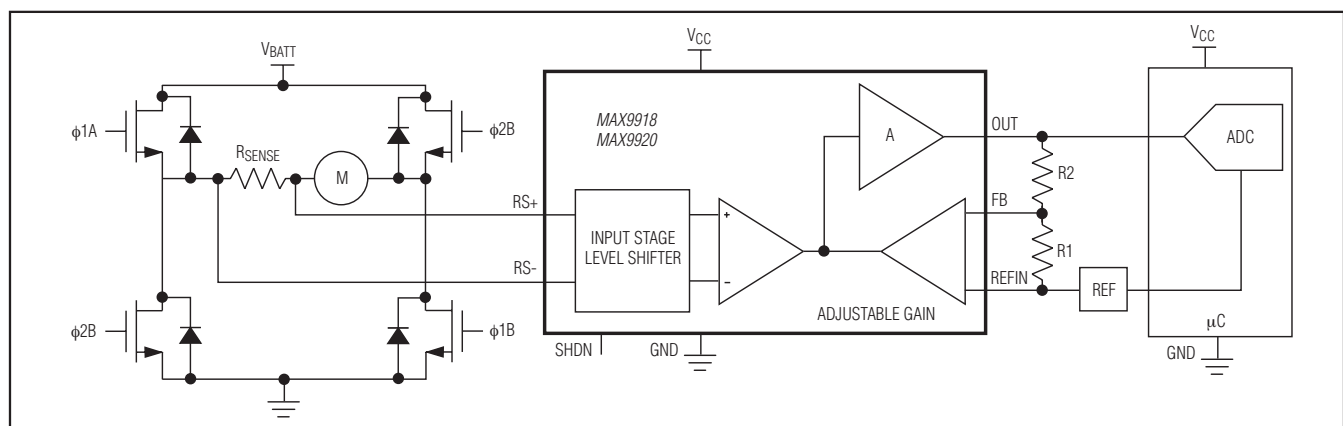 VBATT
φ1A
φ2B
RSENSE
M
φ2B
φ1B
VCC
MAX9918
MAX9920
A
RS+
RS-
INPUT STAGE
LEVEL SHIFTER
+
-
ADJUSTABLE GAIN
SHDN
GND
OUT
FB
REFIN
R2
R1
REF
VCC
ADC
μC
GND